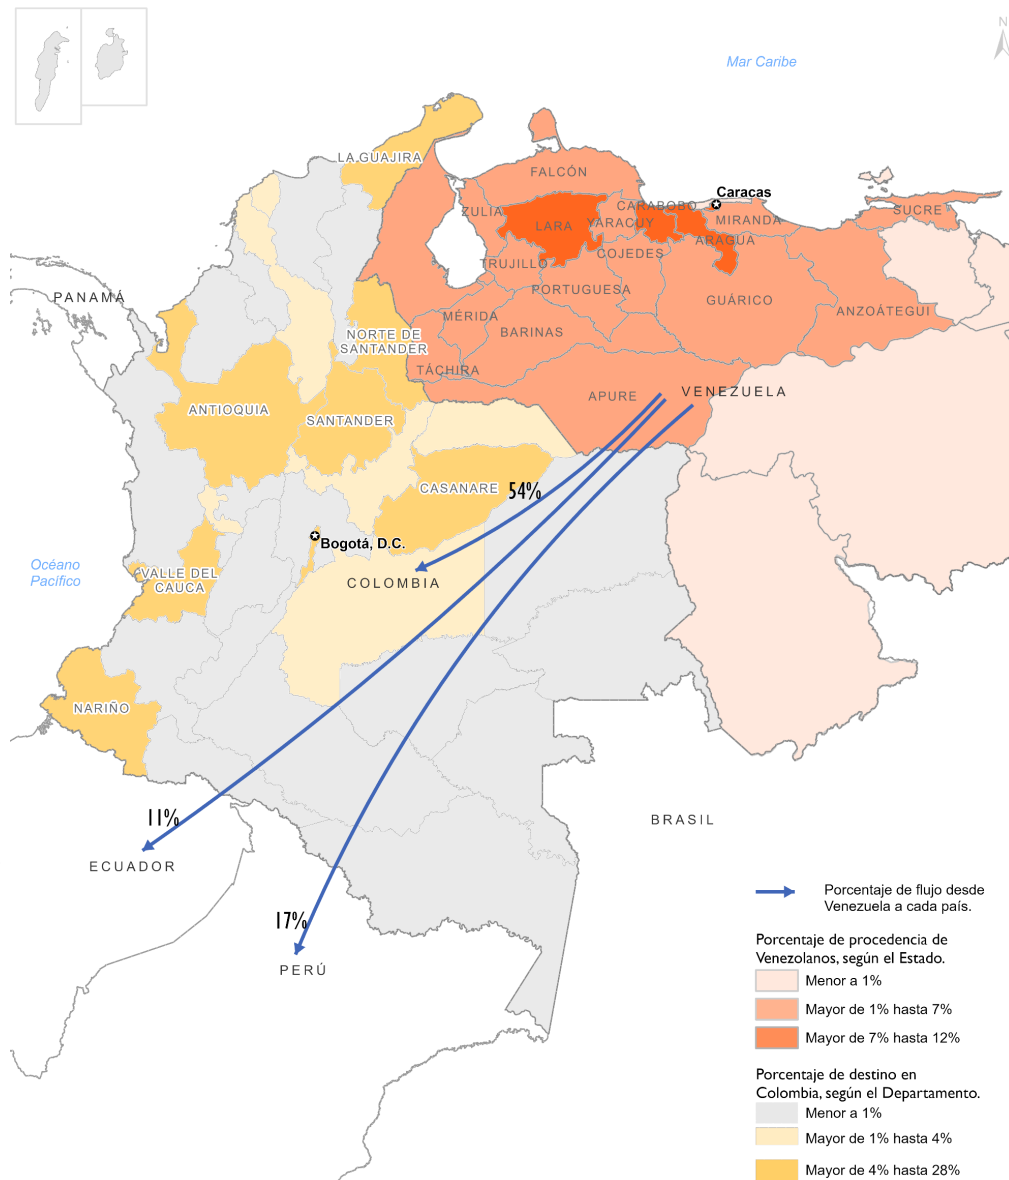 N
Mar Caribe
LA GUAJIRA
FALCÓN
Caracas
ZULIA
CARABOBO
SUCRE
LARA
YARACUY
MIRANDA
ARAGUA
TRUJILLO
COJEDES
PANAMÁ
PORTUGUESA
GUÁRICO
ANZOÁTEGUI
MÉRIDA
BARINAS
NORTE DE
SANTANDER
TÁCHIRA
APURE
VENEZUELA
ANTIOQUIA
SANTANDER
CASANARE
54%
Bogotá, D.C.
Océano
Pacífico
VALLE DEL
CAUCA
COLOMBIA
NARIÑO
11%
BRASIL
ECUADOR
17%
PERÚ
Porcentaje de flujo desde
Venezuela a cada país.
Porcentaje de procedencia de
Venezolanos, según el Estado.
Menor a 1%
Mayor de 1% hasta 7%
Mayor de 7% hasta 12%
Porcentaje de destino en
Colombia, según el Departamento.
Menor a 1%
Mayor de 1% hasta 4%
Mayor de 4% hasta 28%